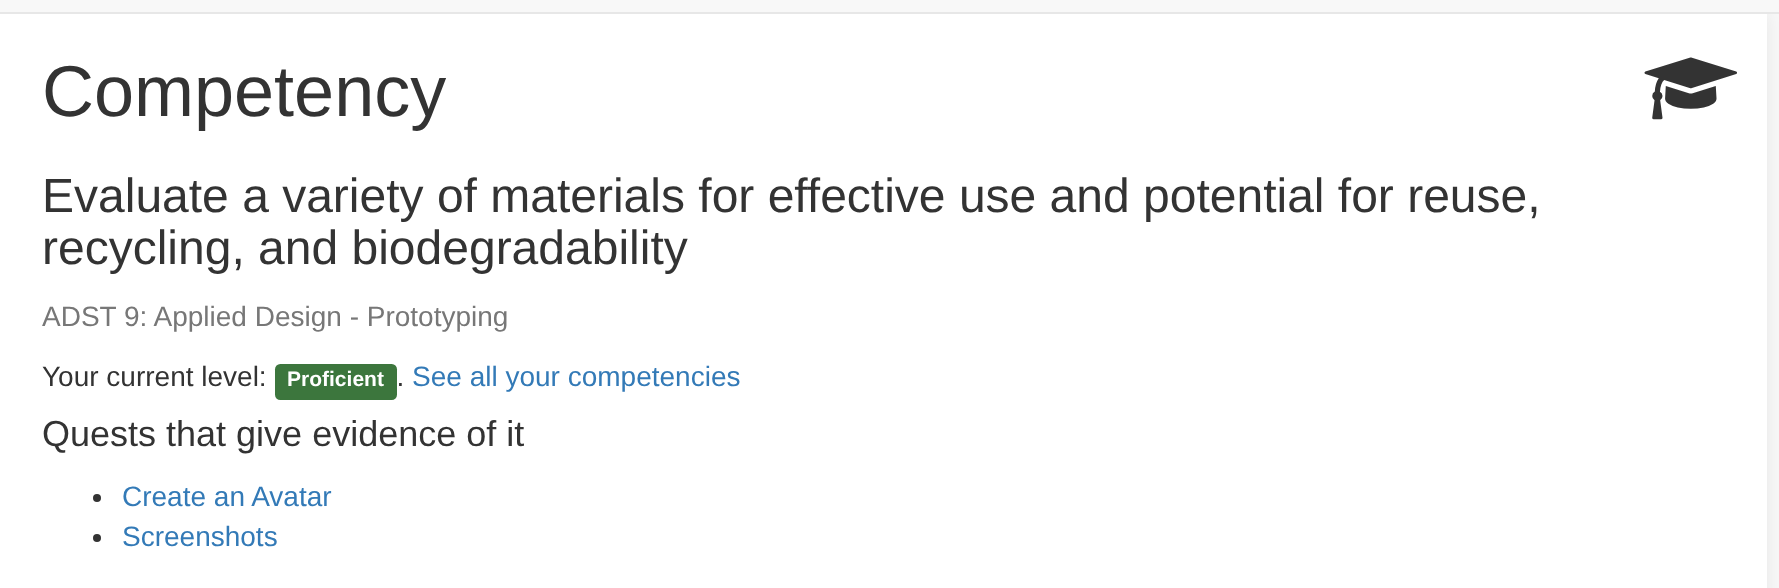 Competency
Evaluate a variety of materials for effective use and potential for reuse,
recycling, and biodegradability
ADST 9: Applied Design - Prototyping
Your current level: Proficient. See all your competencies
Quests that give evidence of it
• Create an Avatar
• Screenshots